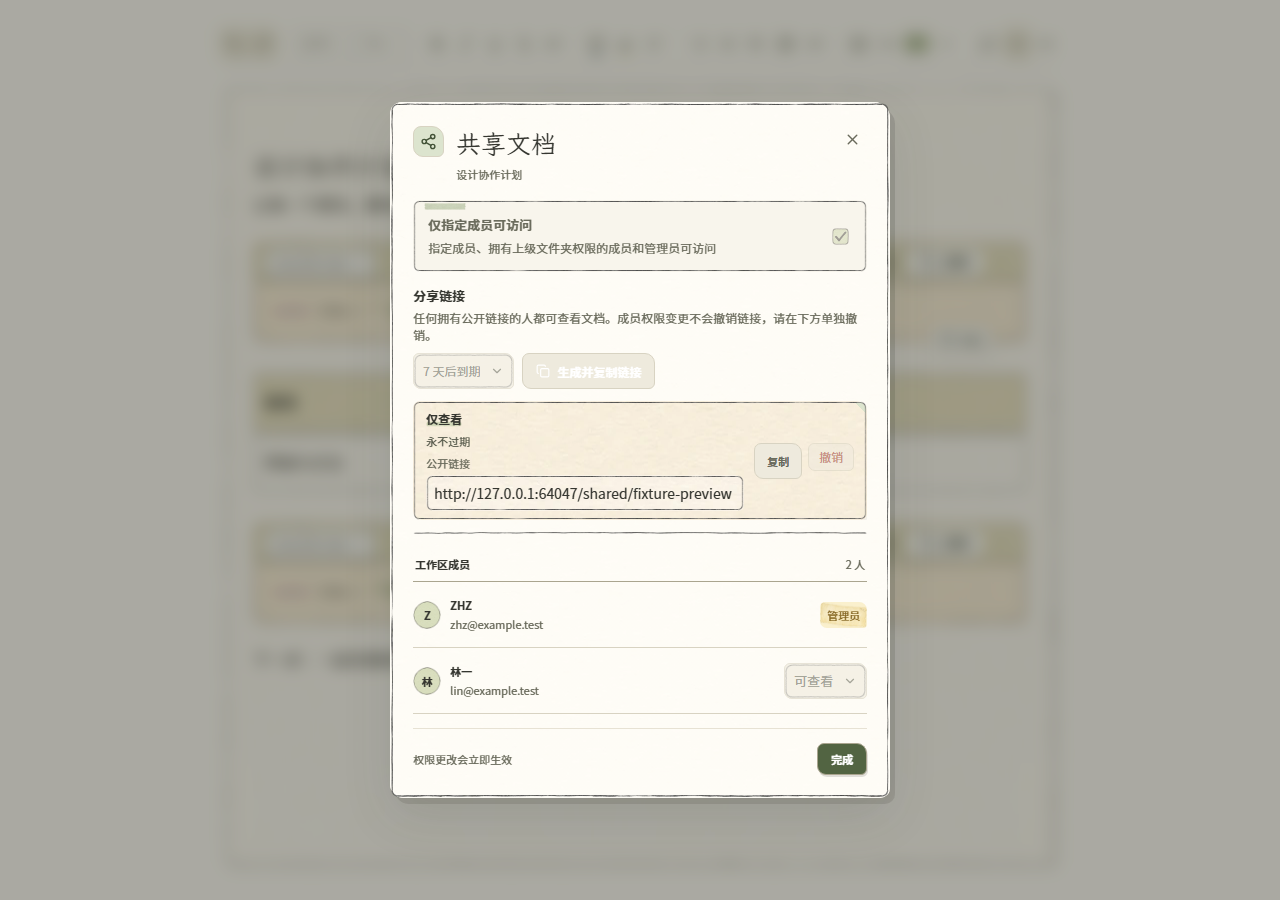 共享文档
设计协作计划
仅指定成员可访问
指定成员、拥有上级文件夹权限的成员和管理员可访问
分享链接
任何拥有公开链接的人都可查看文档。成员权限变更不会撤销链接，请在下方单独撤
销。
7 天后到期
生成并复制链接
仅查看
永不过期
公开链接
复制
撤销
http://127.0.0.1:64047/shared/fixture-preview
工作区成员
2 人
Z
ZHZ
zhz@example.test
管理员
林
林一
lin@example.test
可查看
权限更改会立即生效
完成